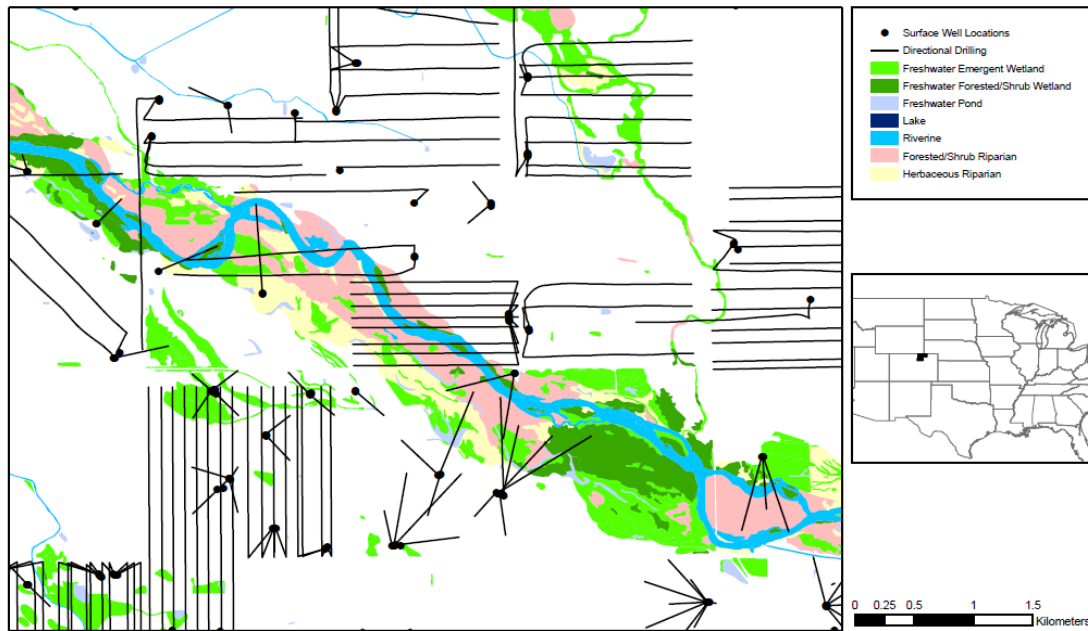 Surface Well Locations
Directional Drilling
Freshwater Emergent Wetland
Freshwater Forested/Shrub Wetland
Freshwater Pond
Lake
Riverine
Forested/Shrub Riparian
Herbaceous Riparian
0 0.25 0.5 1 1.5
Kilometers